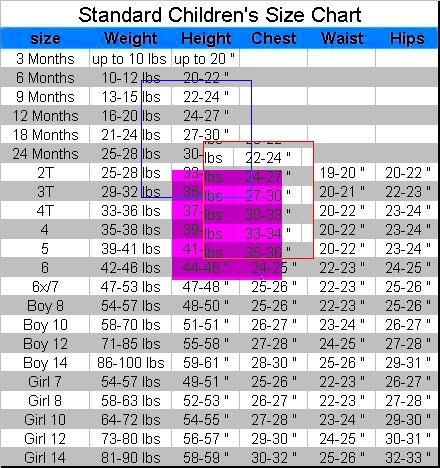 Standard Children's Size Chart
size Weight Height Chest Waist Hips
3 Months up to 10 lbs up to 20 "
6 Months 10-12 lbs 20-22 "
9 Months 13-15 lbs 22-24 "
12 Months 16-20 lbs 24-27 "
18 Months 21-24 lbs 27-30 "
24 Months 25-28 lbs 30- lbs 22-24 "
2T 25-28 lbs 33- lbs 24-27 " 19-20 " 20-22 "
3T 29-32 lbs 35- lbs 27-30 " 20-21 " 22-23 "
4T 33-36 lbs 37- lbs 30-33 " 20-22 " 23-24 "
4 35-38 lbs 39- lbs 33-34 " 20-22 " 23-24 "
5 39-41 lbs 41- lbs 35-36 " 20-22 " 23-24 "
6 42-46 lbs 44-46 " 24-25 " 22-23 " 24-25 "
6x/7 47-53 lbs 47-48 " 25-26 " 22-23 " 25-26 "
Boy 8 54-57 lbs 48-50 " 25-26 " 22-23 " 25-26 "
Boy 10 58-70 lbs 51-51 " 26-27 " 23-24 " 26-27 "
Boy 12 71-85 lbs 55-58 " 27-28 " 24-25 " 27-28 "
Boy 14 86-100 lbs 59-61 " 28-30 " 25-26 " 29-31 "
Girl 7 54-57 lbs 49-51 " 25-26 " 22-23 " 26-27 "
Girl 8 58-63 lbs 52-53 " 26-27 " 22-23 " 27-28 "
Girl 10 64-72 lbs 54-55 " 27-28 " 23-24 " 29-30 "
Girl 12 73-80 lbs 56-57 " 29-30 " 24-25 " 30-31 "
Girl 14 81-90 lbs 58-59 " 30-32 " 25-26 " 32-33 "